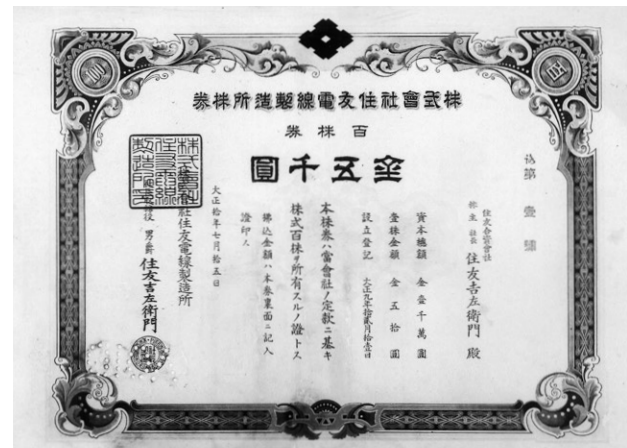 株式會社住友電線製造所株券
百株券
金五千圓
第壹號
住友合資會社
株主 社長 住友吉左衛門 殿
資本總額 金壹千萬圓
壹株金額 金五拾圓
設立登記 大正九年拾貳月拾壹日
本株券ハ當會社ノ定款ニ基キ
株式百株ヲ所有スルノ證トス
拂込金額ハ本券裏面ニ記入
證印ス
大正拾年七月拾五日
株式會社住友電線製造所
男爵 住友吉左衛門